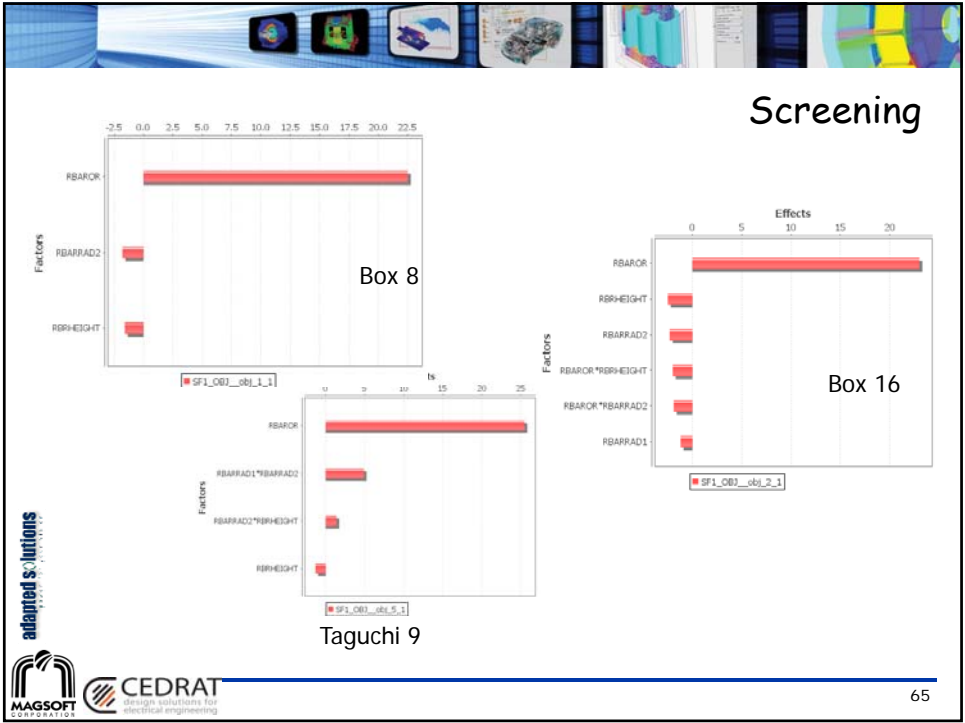 Screening
-2.5 0.0 2.5 5.0 7.5 10.0 12.5 15.0 17.5 20.0 22.5
Factors
RBAROR
RBARRAD2
RBRHEIGHT
Box 8
SF1_OBJ__obj_1_1
Effects
0 5 10 15 20
Factors
RBAROR
RBRHEIGHT
RBARRAD2
RBAROR*RBRHEIGHT
RBAROR*RBARRAD2
RBARRAD1
Box 16
SF1_OBJ__obj_2_1
ts
0 5 10 15 20 25
Factors
RBAROR
RBARRAD1*RBARRAD2
RBARRAD2*RBRHEIGHT
RBRHEIGHT
SF1_OBJ__obj_5_1
Taguchi 9
adapted solutions
MAGSOFT
CORPORATION
CEDRAT
design solutions for
electrical engineering
65